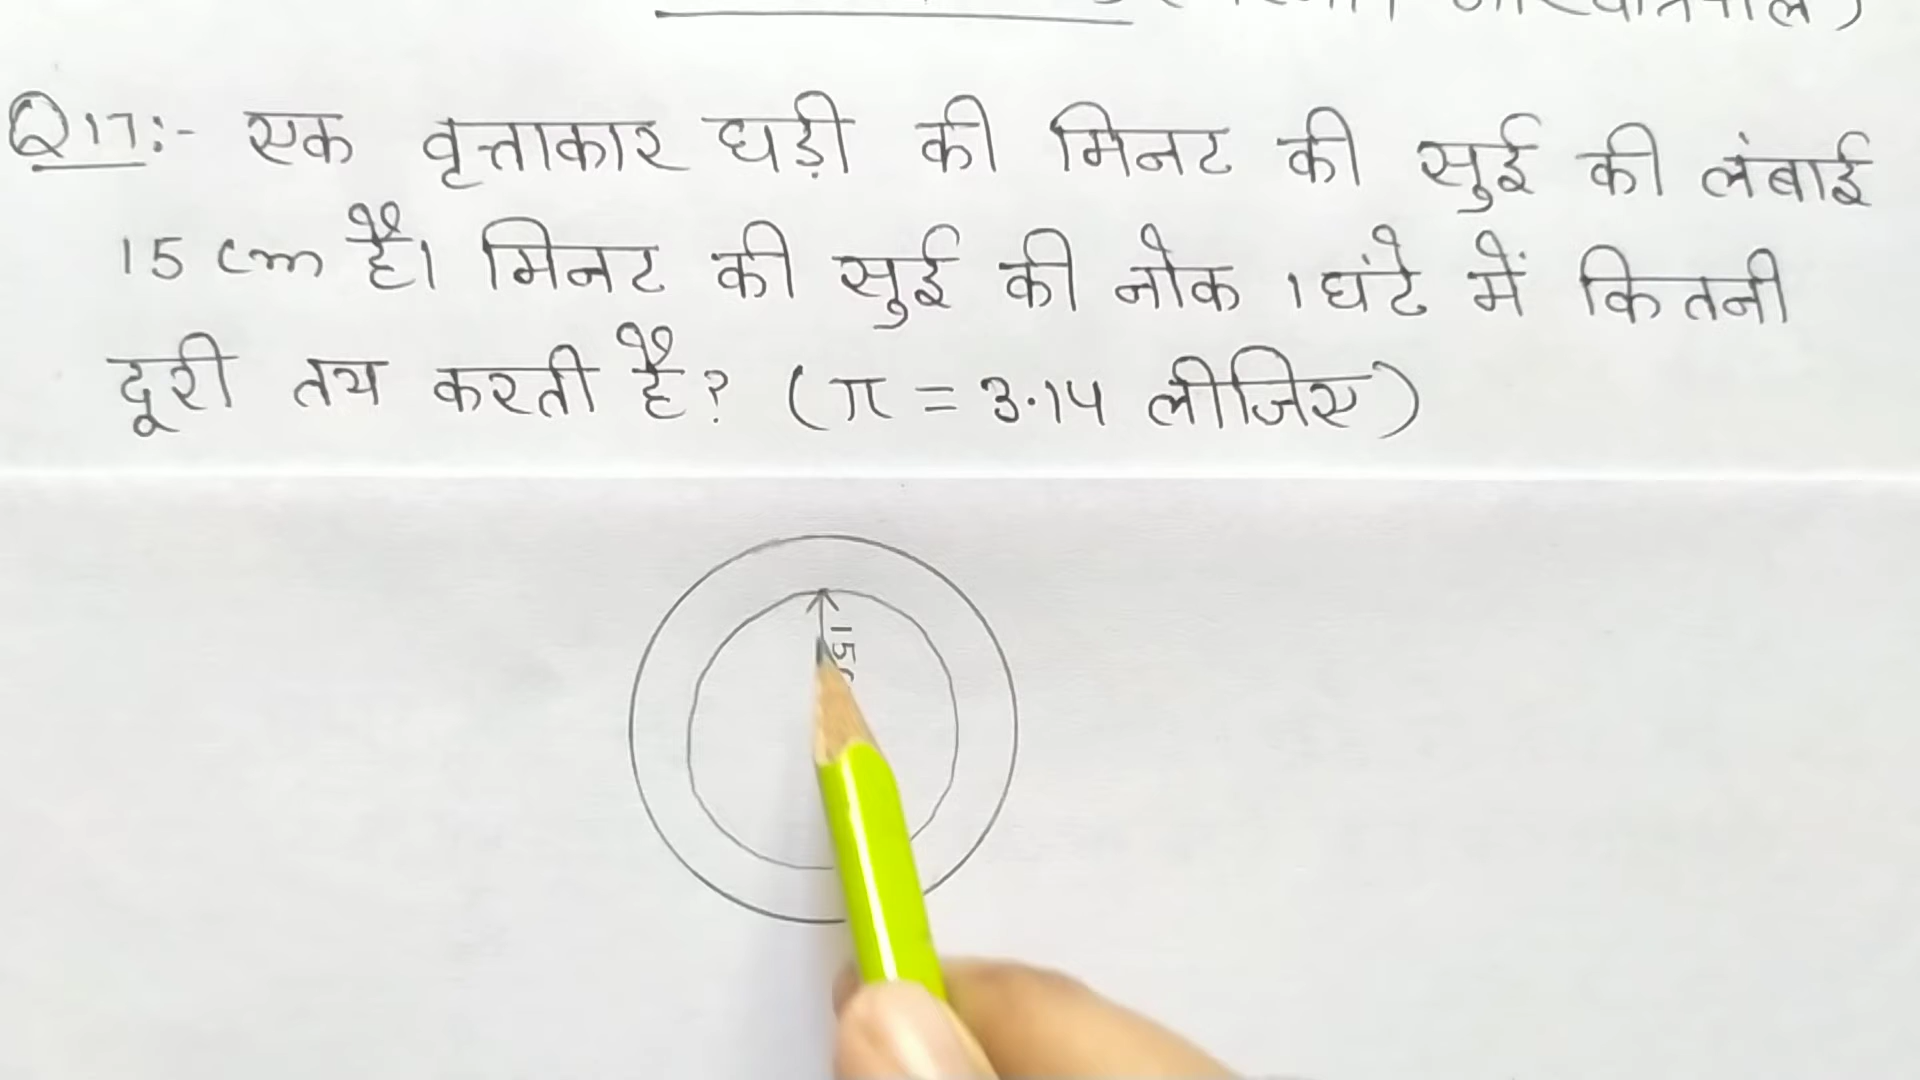 Q17:- एक वृत्ताकार घड़ी की मिनट की सुई की लंबाई
15 cm है। मिनट की सुई की नोक 1 घंटे में कितनी
दूरी तय करती है? (π = 3.14 लीजिए)
15